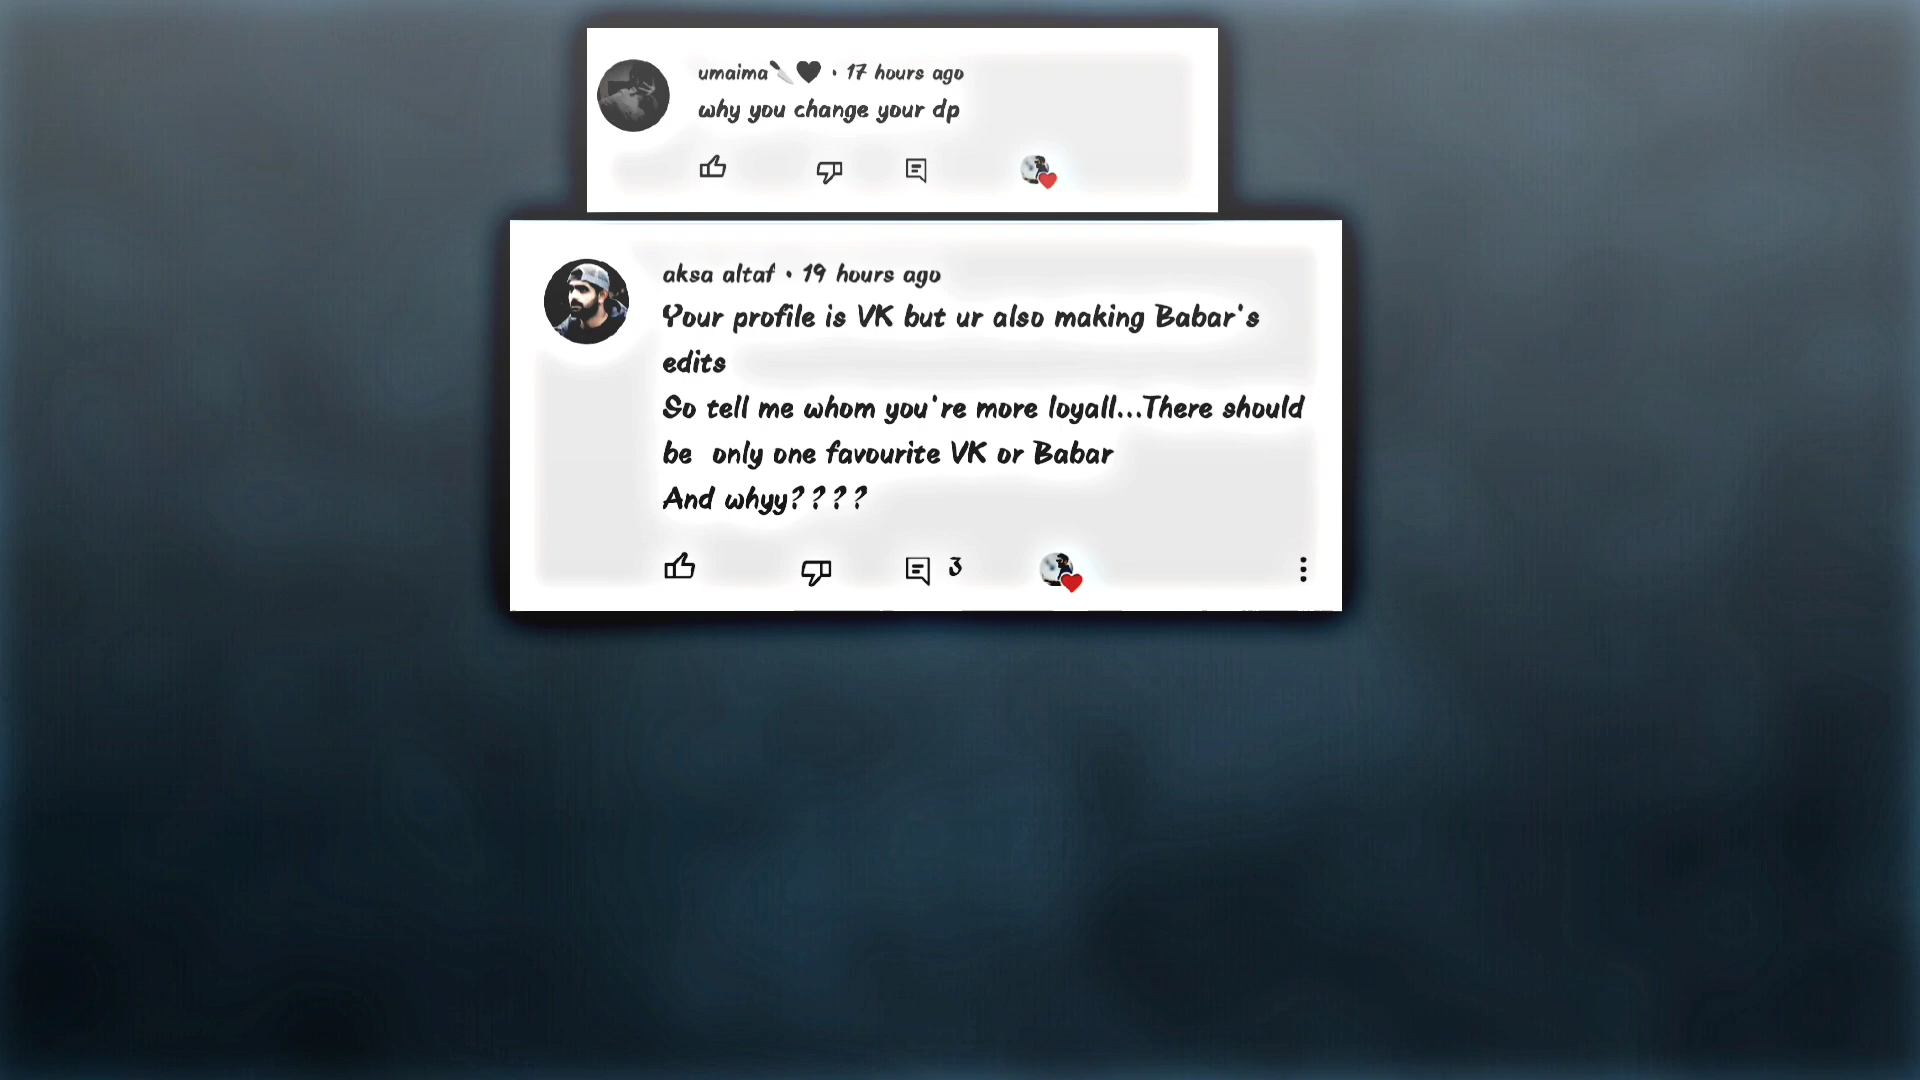 umaima🔪🖤 • 17 hours ago
why you change your dp
aksa altaf • 19 hours ago
Your profile is VK but ur also making Babar's
edits
So tell me whom you're more loyall...There should
be only one favourite VK or Babar
And whyy????
3